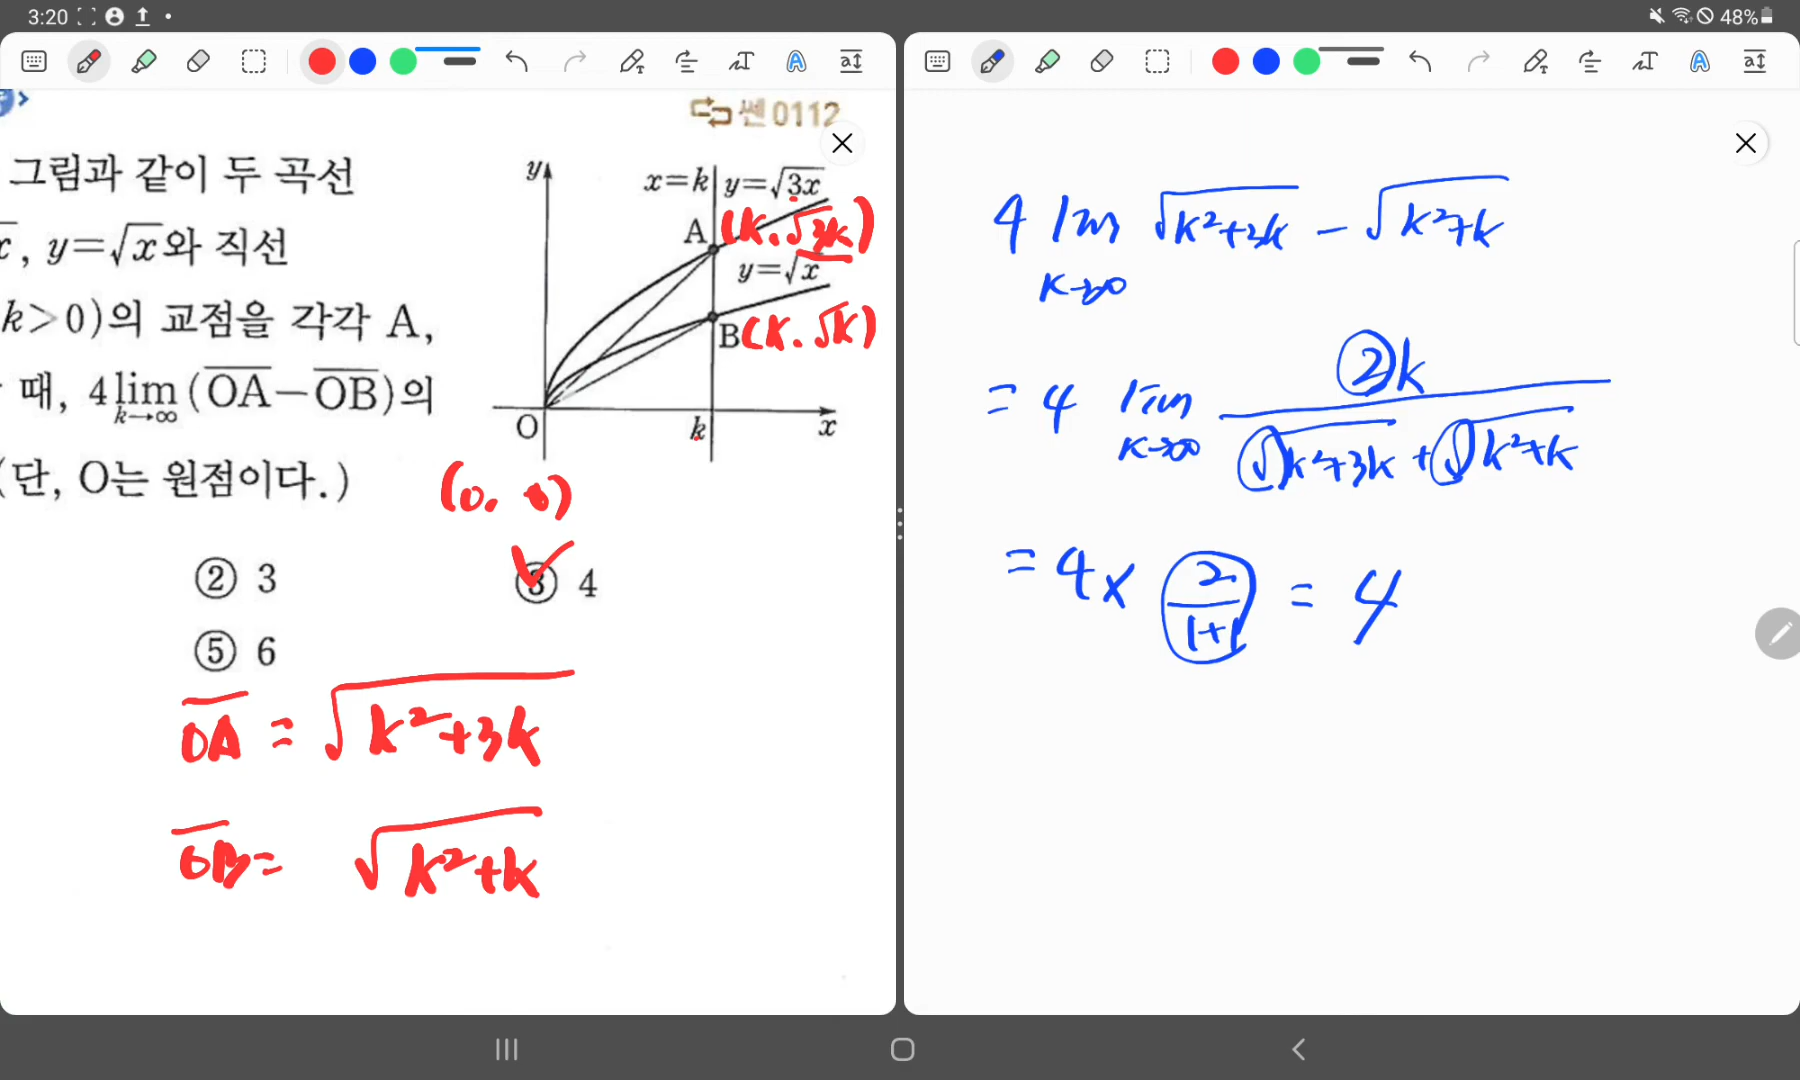 3:20
48%
쎈 0112
그림과 같이 두 곡선
x, y=√x와 직선
k>0)의 교점을 각각 A,
때, 4 lim (OA−OB)의
k→∞
(단, O는 원점이다.)
② 3
③ 4
⑤ 6
y
x=k
y=√3x
A (k, √3k)
y=√x
B (k, √k)
O
k
x
(0, 0)
OA = √k²+3k
OB = √k²+k
4 lim √k²+3k − √k²+k
k→∞
= 4 lim 2k
k→∞ √k²+3k + √k²+k
= 4 × 2/1+1 = 4